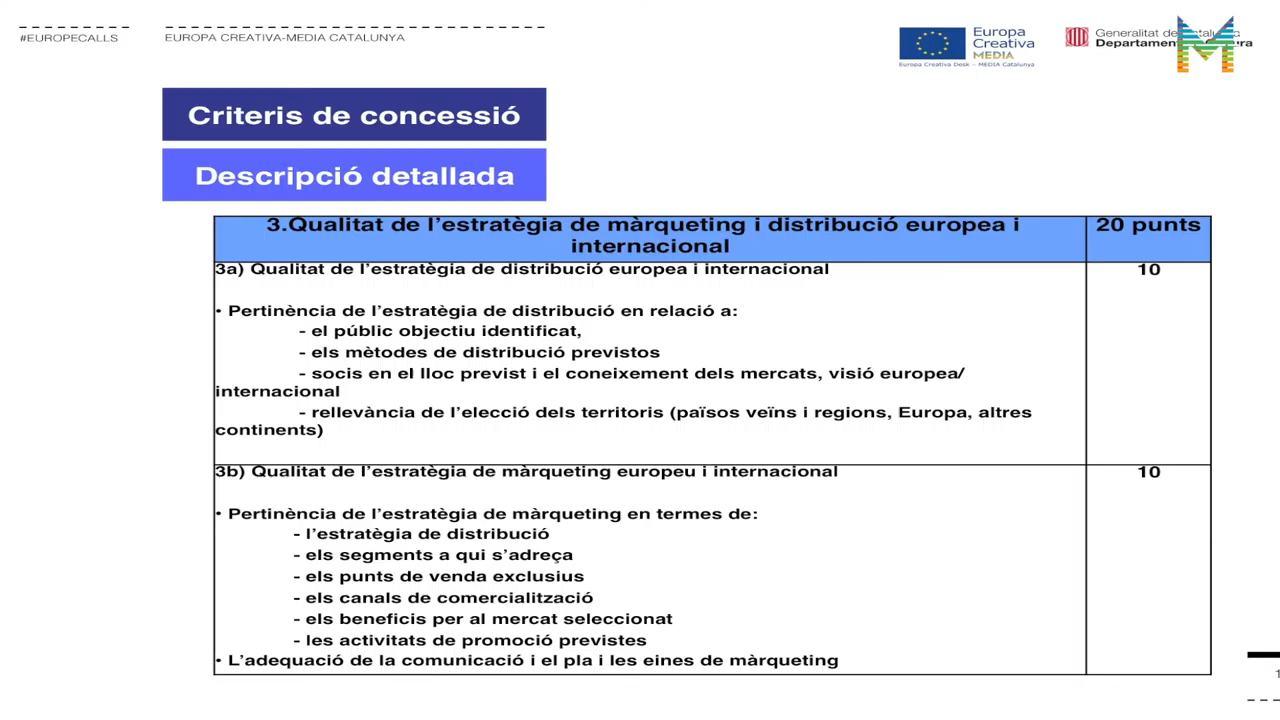 #EUROPECALLS
EUROPA CREATIVA-MEDIA CATALUNYA
Europa
Creativa
MEDIA
Europa Creativa Desk – MEDIA Catalunya
Generalitat de
Criteris de concessió
Descripció detallada
3.Qualitat de l’estratègia de màrqueting i distribució europea i
internacional
20 punts
3a) Qualitat de l’estratègia de distribució europea i internacional
10
• Pertinència de l’estratègia de distribució en relació a:
- el públic objectiu identificat,
- els mètodes de distribució previstos
- socis en el lloc previst i el coneixement dels mercats, visió europea/
internacional
- rellevància de l’elecció dels territoris (països veïns i regions, Europa, altres
continents)
3b) Qualitat de l’estratègia de màrqueting europeu i internacional
10
• Pertinència de l’estratègia de màrqueting en termes de:
- l’estratègia de distribució
- els segments a qui s’adreça
- els punts de venda exclusius
- els canals de comercialització
- els beneficis per al mercat seleccionat
- les activitats de promoció previstes
• L’adequació de la comunicació i el pla i les eines de màrqueting